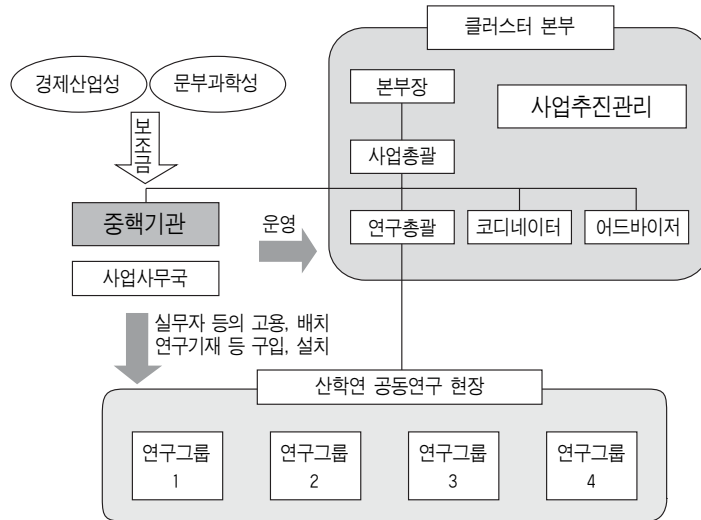 클러스터 본부
경제산업성
문부과학성
본부장
사업추진관리
보조금
사업총괄
중핵기관
운영
연구총괄
코디네이터
어드바이저
사업사무국
실무자 등의 고용, 배치
연구기재 등 구입, 설치
산학연 공동연구 현장
연구그룹
1
연구그룹
2
연구그룹
3
연구그룹
4